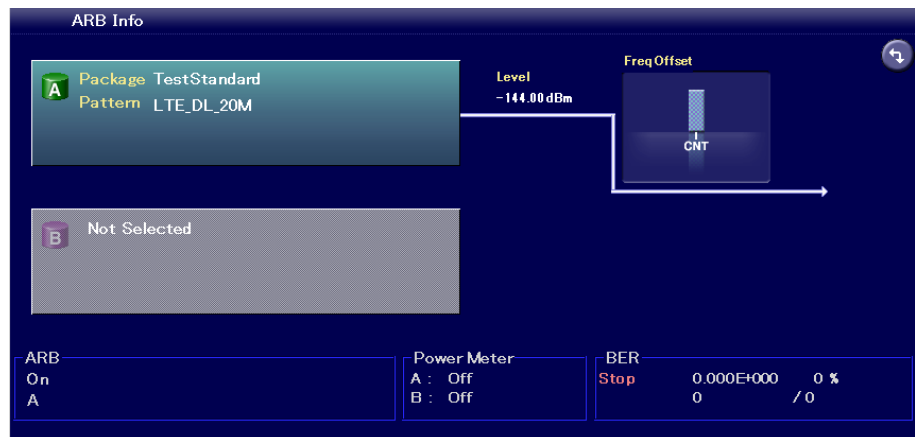 ARB Info
A Package TestStandard
Pattern LTE_DL_20M
Level
-144.00 dBm
Freq Offset
CNT
B Not Selected
ARB
On
A
Power Meter
A : Off
B : Off
BER
Stop 0.000E+000 0 %
0 / 0